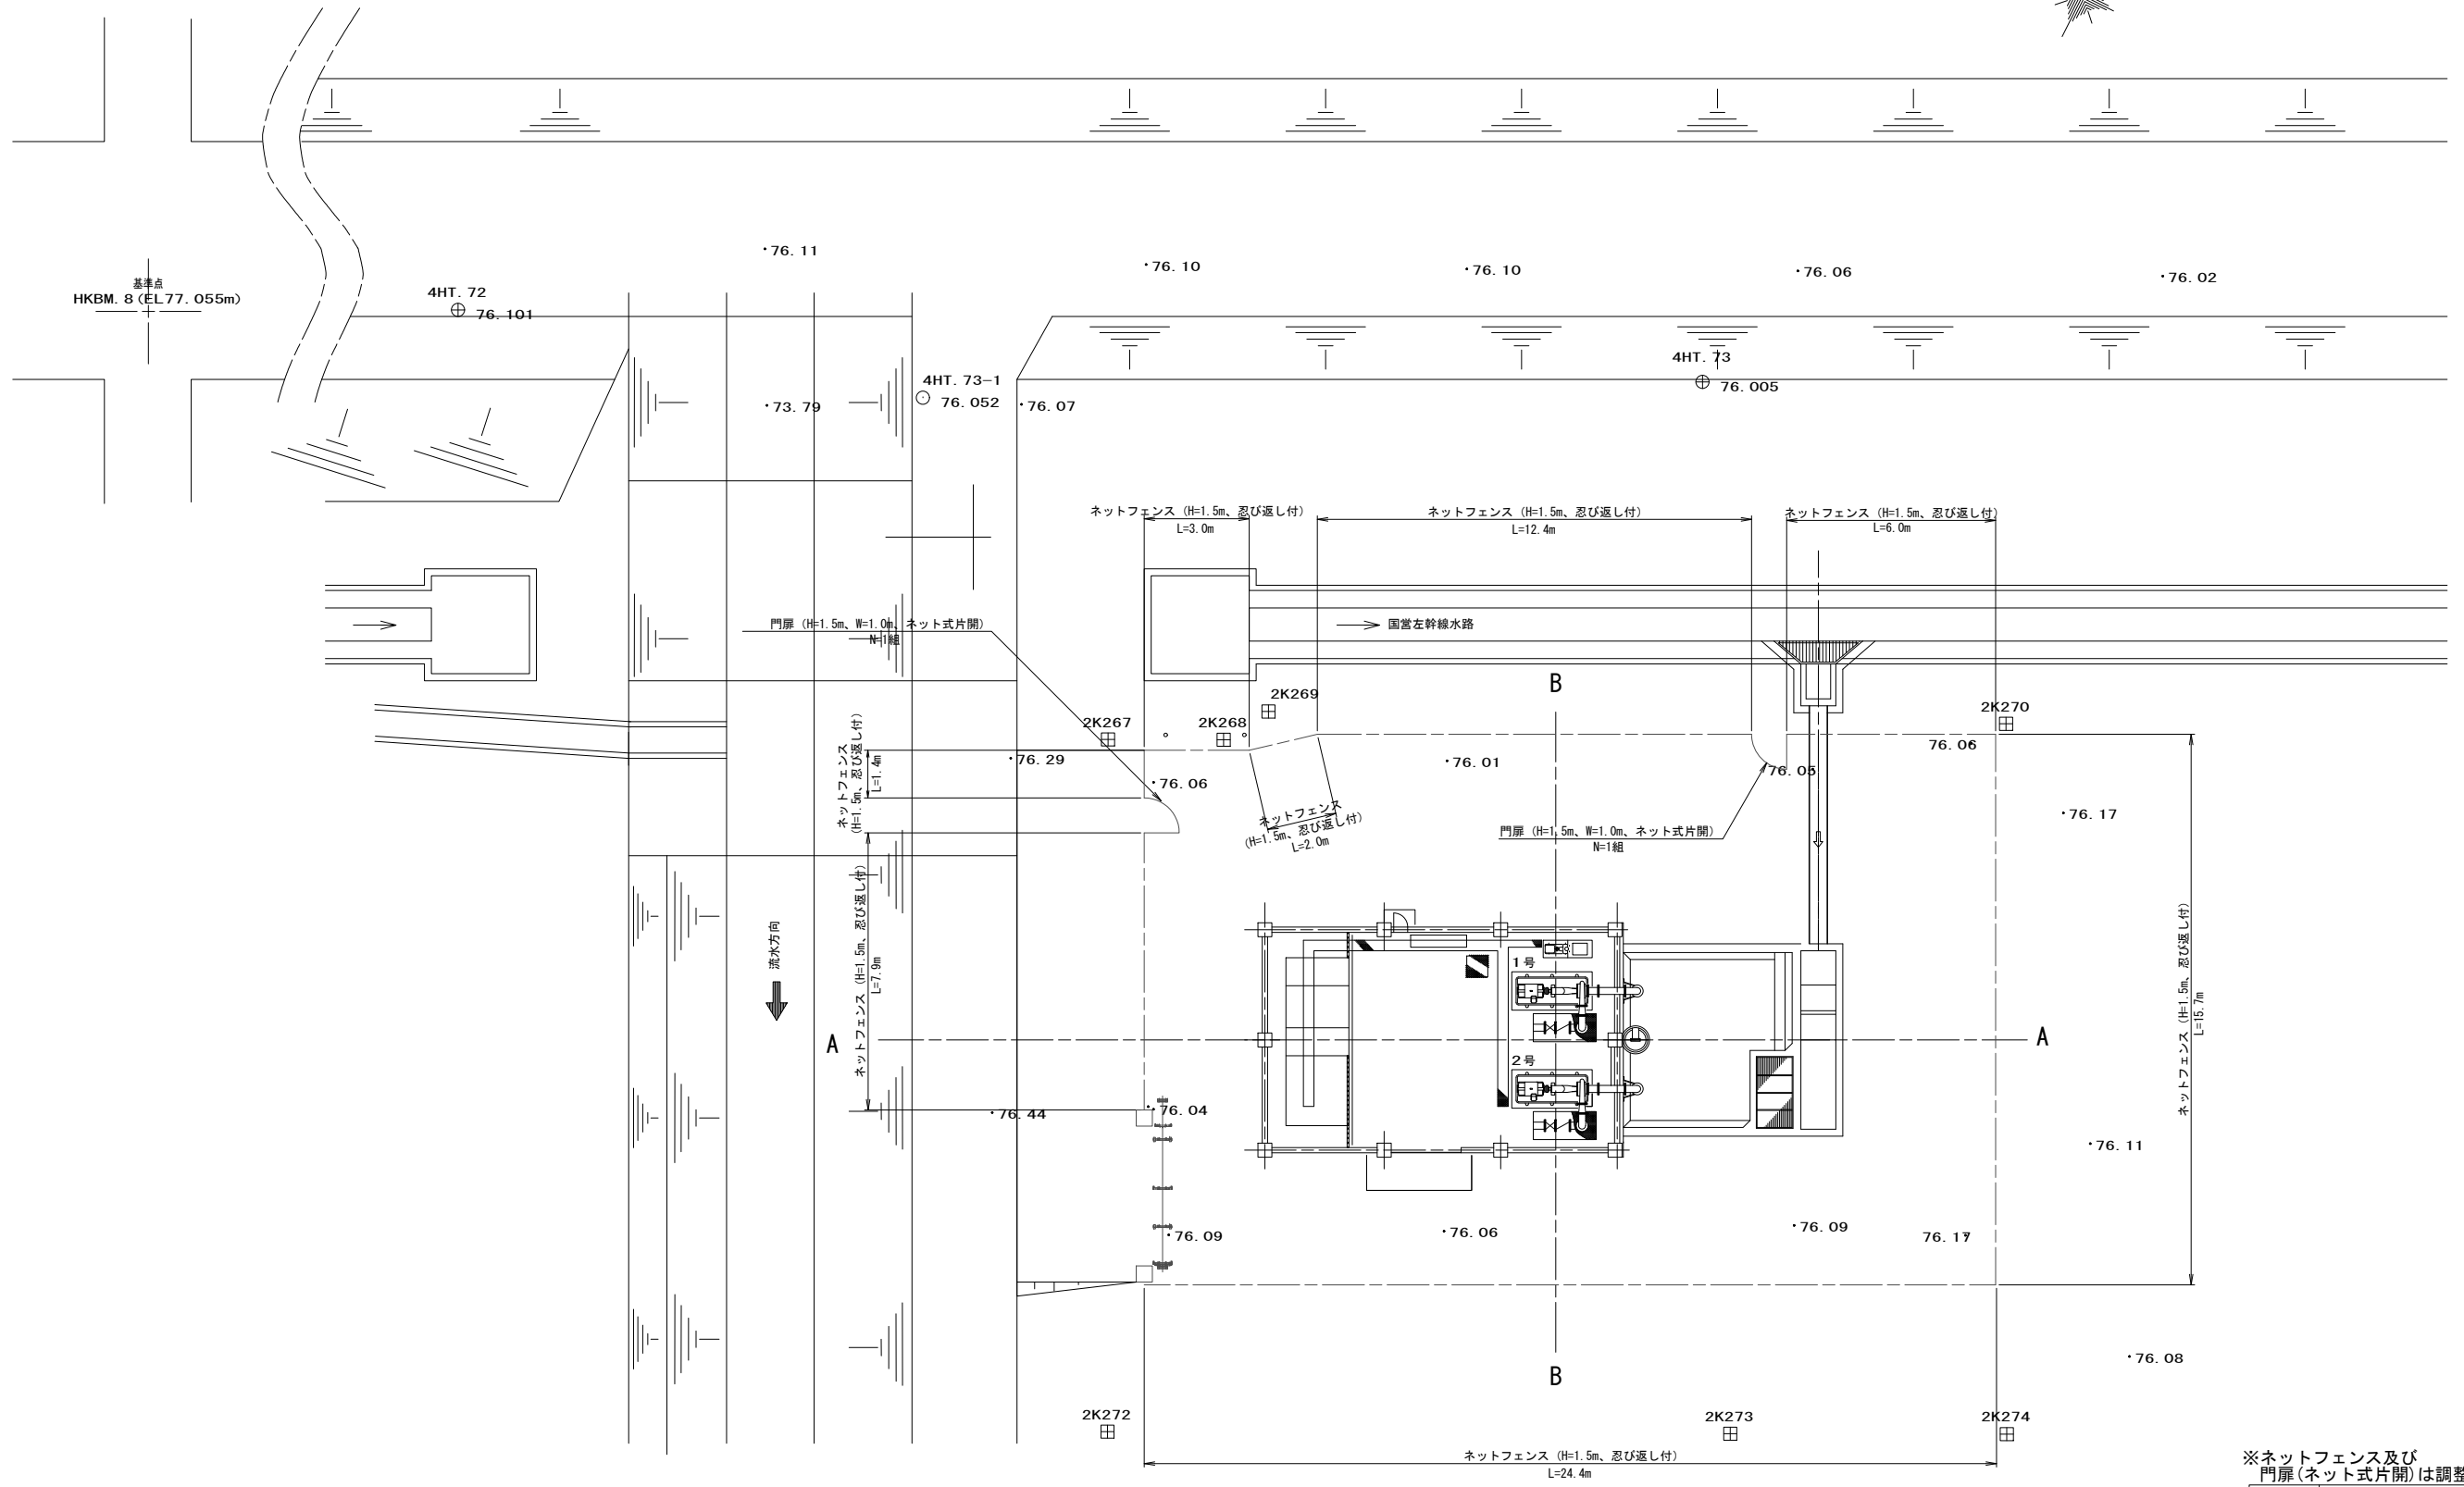 ・76.11
・76.10
・76.10
・76.06
・76.02
基準点
HKBM.8(EL77.055m)
4HT.72
76.101
4HT.73
76.005
4HT.73-1
76.052
・73.79
・76.07
ネットフェンス (H=1.5m、忍び返し付)
L=3.0m
ネットフェンス (H=1.5m、忍び返し付)
L=12.4m
ネットフェンス (H=1.5m、忍び返し付)
L=6.0m
門扉 (H=1.5m、W=1.0m、ネット式片開)
N=1組
国営左幹線水路
B
2K267
2K268
2K269
2K270
ネットフェンス
(H=1.5m、忍び返し付)
L=1.4m
・76.29
・76.06
・76.01
76.05
76.06
・76.17
ネットフェンス
(H=1.5m、忍び返し付)
L=2.0m
門扉 (H=1.5m、W=1.0m、ネット式片開)
N=1組
ネットフェンス (H=1.5m、忍び返し付)
L=7.9m
流水方向
1号
2号
A
A
ネットフェンス (H=1.5m、忍び返し付)
L=15.7m
・76.44
・76.04
・76.11
・76.09
・76.06
・76.09
76.17
・76.08
B
2K272
2K273
2K274
ネットフェンス (H=1.5m、忍び返し付)
L=24.4m
※ネットフェンス及び
門扉(ネット式片開)は調整